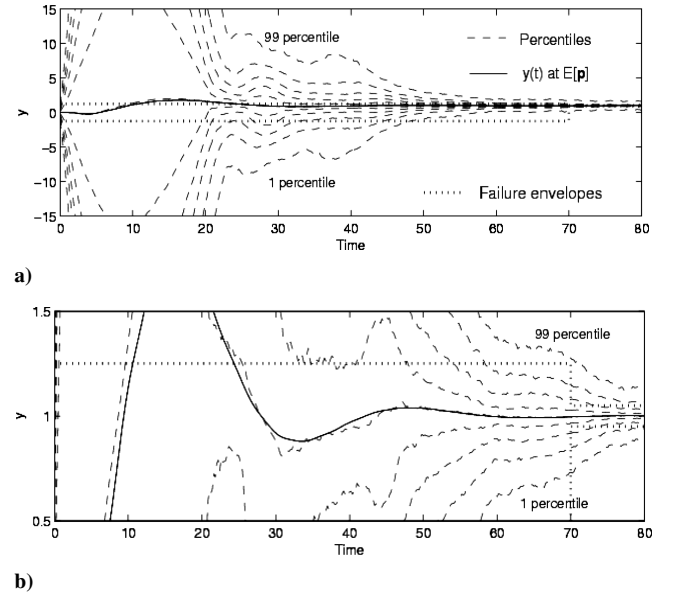 15
10
5
0
−5
−10
−15
y
99 percentile
Percentiles
y(t) at E[p]
1 percentile
Failure envelopes
0 10 20 30 40 50 60 70 80
Time
a)
1.5
1
0.5
y
99 percentile
1 percentile
0 10 20 30 40 50 60 70 80
Time
b)